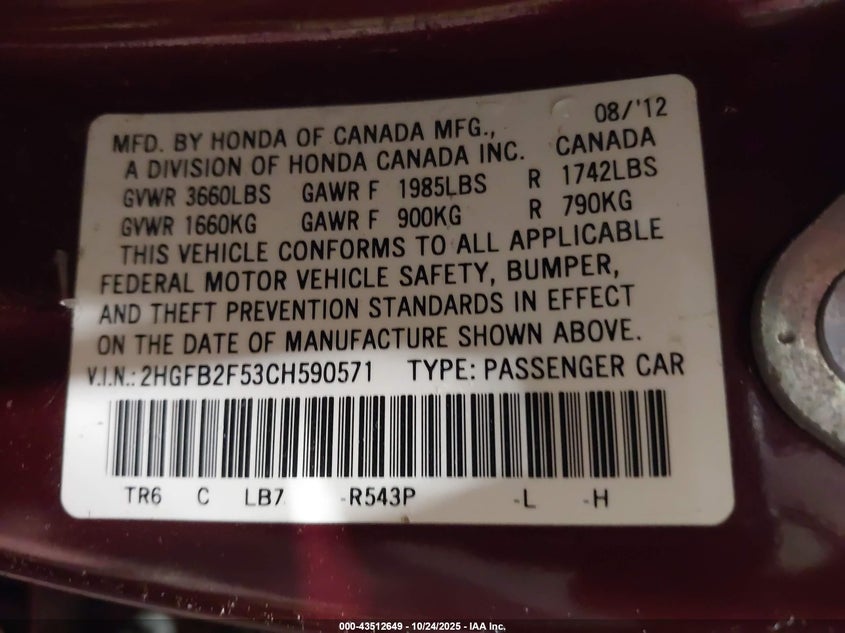 08/'12
MFD. BY HONDA OF CANADA MFG.,
A DIVISION OF HONDA CANADA INC. CANADA
GVWR 3660LBS GAWR F 1985LBS R 1742LBS
GVWR 1660KG GAWR F 900KG R 790KG
THIS VEHICLE CONFORMS TO ALL APPLICABLE
FEDERAL MOTOR VEHICLE SAFETY, BUMPER,
AND THEFT PREVENTION STANDARDS IN EFFECT
ON THE DATE OF MANUFACTURE SHOWN ABOVE.
V.I.N.: 2HGFB2F53CH590571 TYPE: PASSENGER CAR
TR6 C LB7 -R543P -L -H
000-43512649 - 10/24/2025 - IAA Inc.